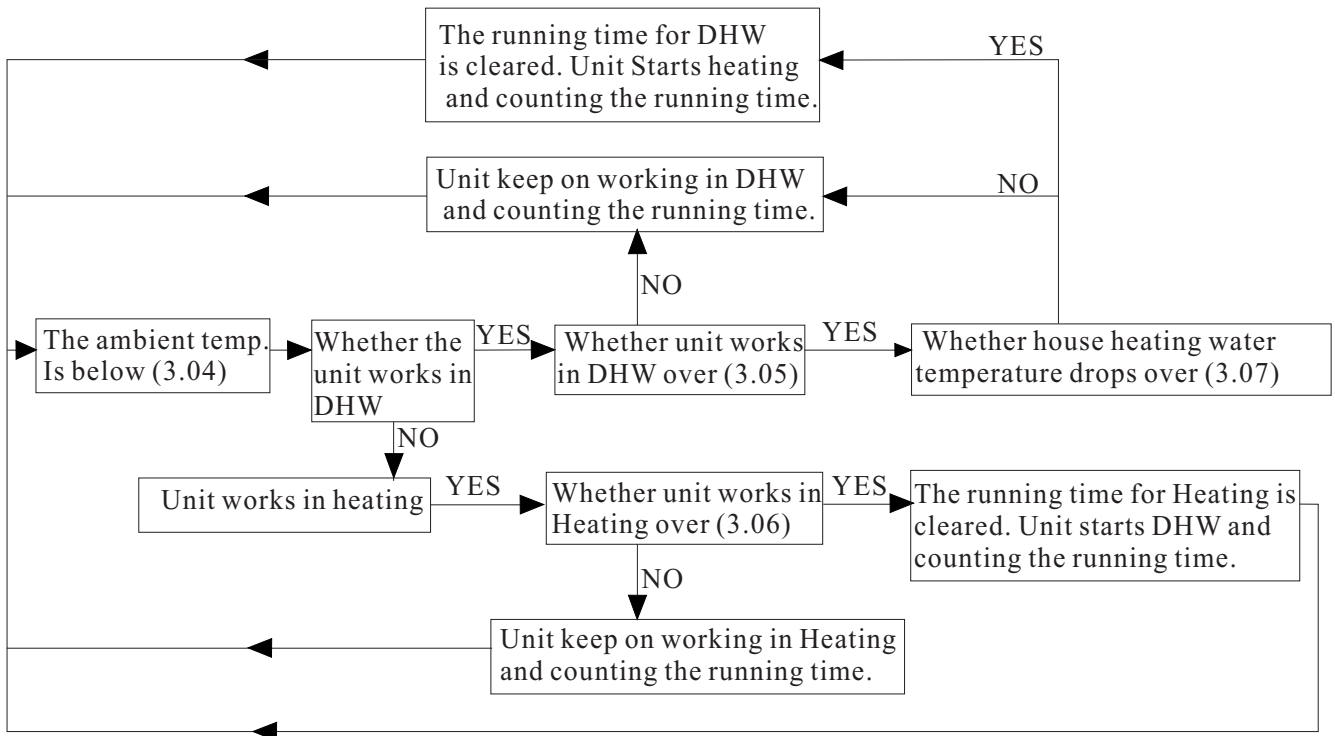 The running time for DHW
is cleared. Unit Starts heating
and counting the running time.
YES
Unit keep on working in DHW
and counting the running time.
NO
NO
The ambient temp.
Is below (3.04)
Whether the
unit works in
DHW
YES
Whether unit works
in DHW over (3.05)
YES
Whether house heating water
temperature drops over (3.07)
NO
Unit works in heating
YES
Whether unit works in
Heating over (3.06)
YES
The running time for Heating is
cleared. Unit starts DHW and
counting the running time.
NO
Unit keep on working in Heating
and counting the running time.